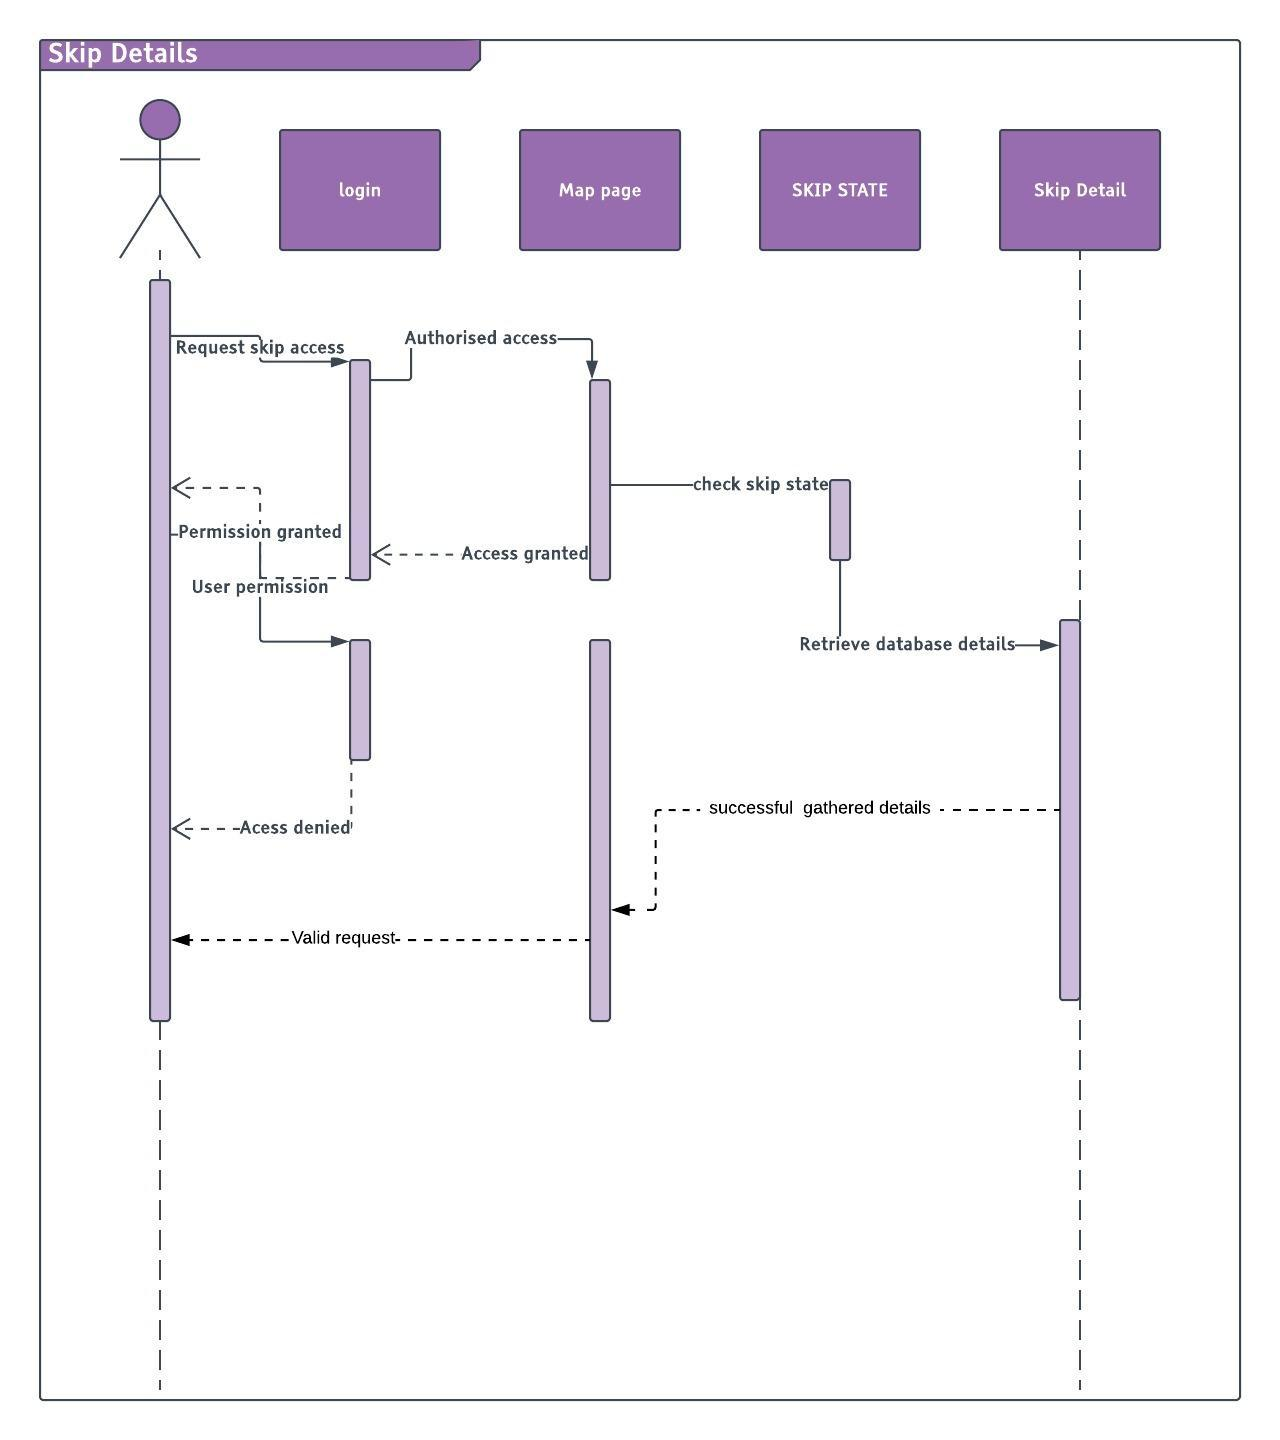 Skip Details
login
Map page
SKIP STATE
Skip Detail
Request skip access
Authorised access
check skip state
Permission granted
Access granted
User permission
Retrieve database details
successful  gathered details
Acess denied
Valid request